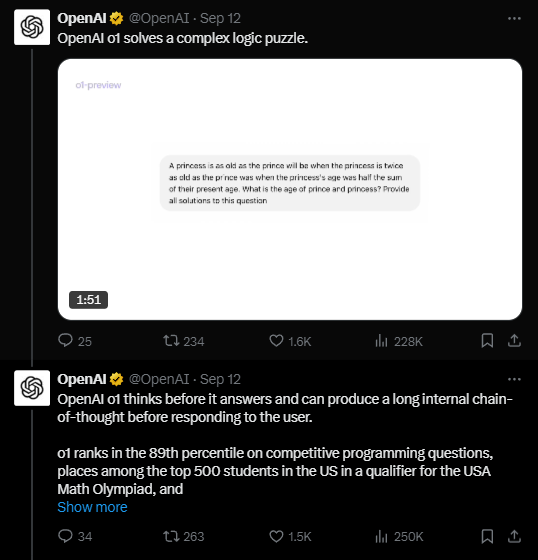 OpenAI @OpenAI · Sep 12
OpenAI o1 solves a complex logic puzzle.
o1-preview
A princess is as old as the prince will be when the princess is twice
as old as the prince was when the princess's age was half the sum
of their present age. What is the age of prince and princess? Provide
all solutions to this question
1:51
25 234 1.6K 228K
OpenAI @OpenAI · Sep 12
OpenAI o1 thinks before it answers and can produce a long internal chain-
of-thought before responding to the user.
o1 ranks in the 89th percentile on competitive programming questions,
places among the top 500 students in the US in a qualifier for the USA
Math Olympiad, and
Show more
34 263 1.5K 250K